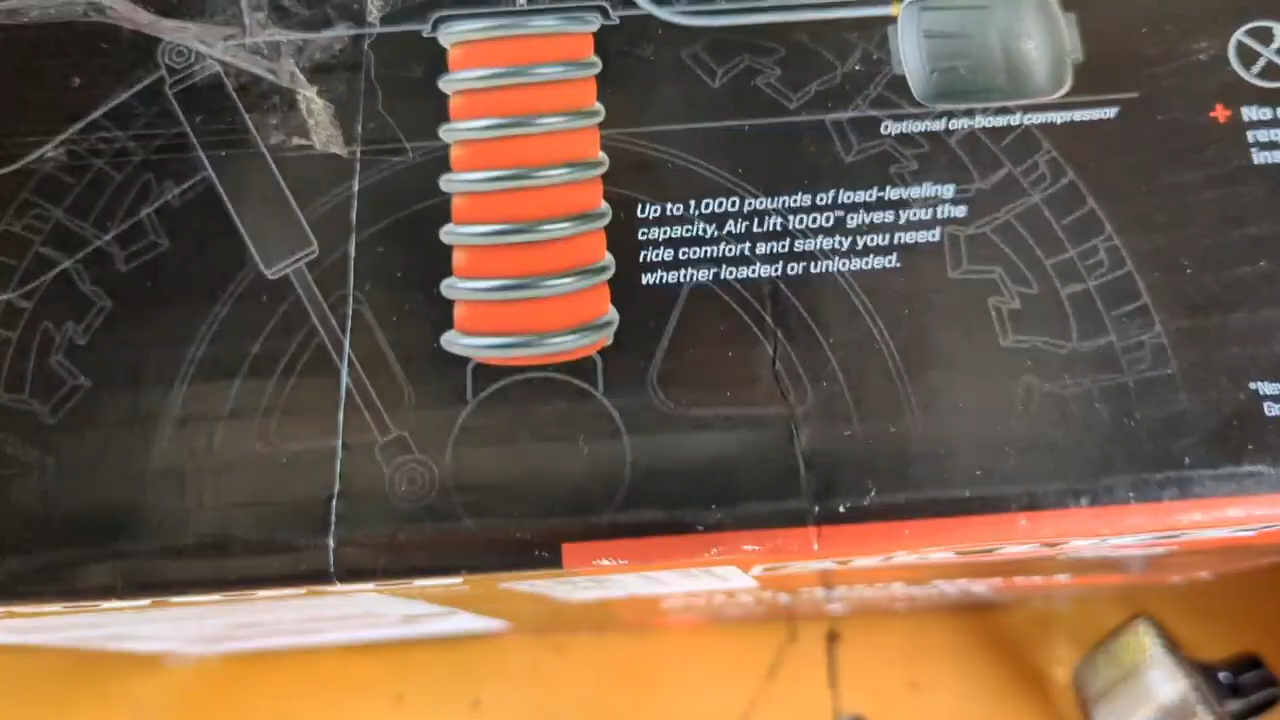 Optional on-board compressor
No
Up to 1,000 pounds of load-leveling
capacity, Air Lift 1000™ gives you the
ride comfort and safety you need
whether loaded or unloaded.